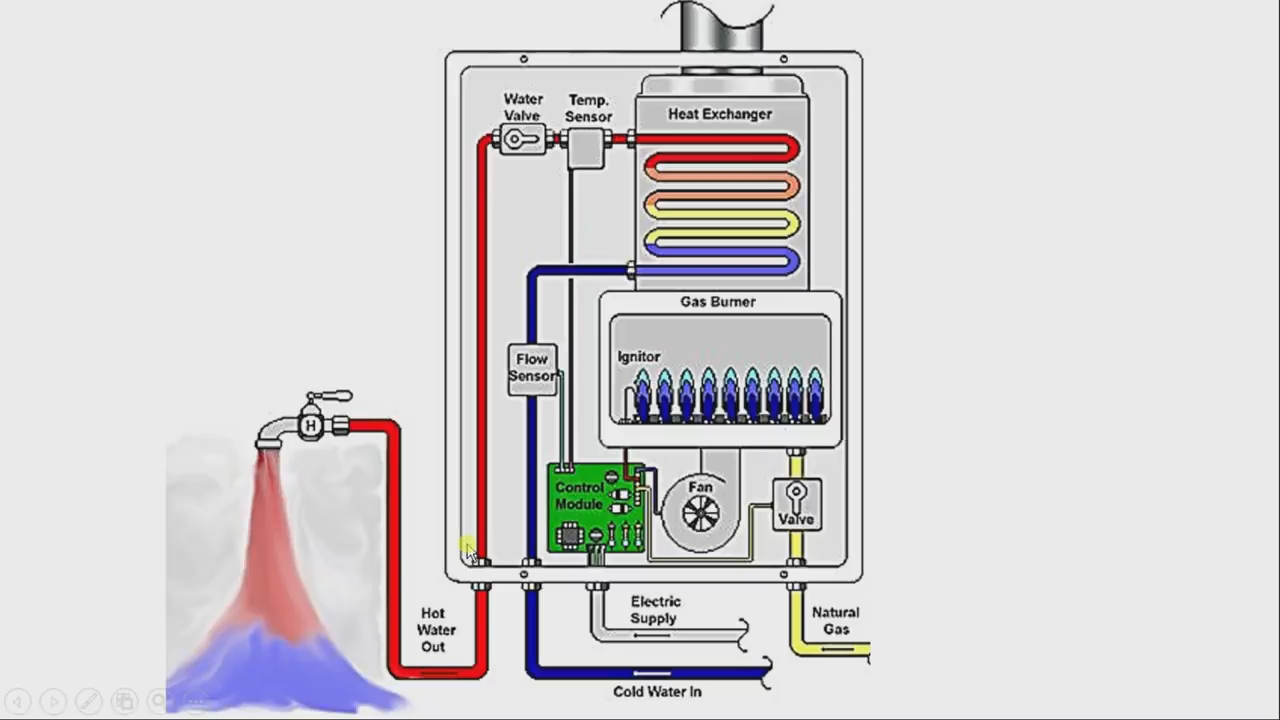 Water
Valve
Temp.
Sensor
Heat Exchanger
Gas Burner
Ignitor
Flow
Sensor
H
Control
Module
Fan
Valve
Hot
Water
Out
Electric
Supply
Natural
Gas
Cold Water In